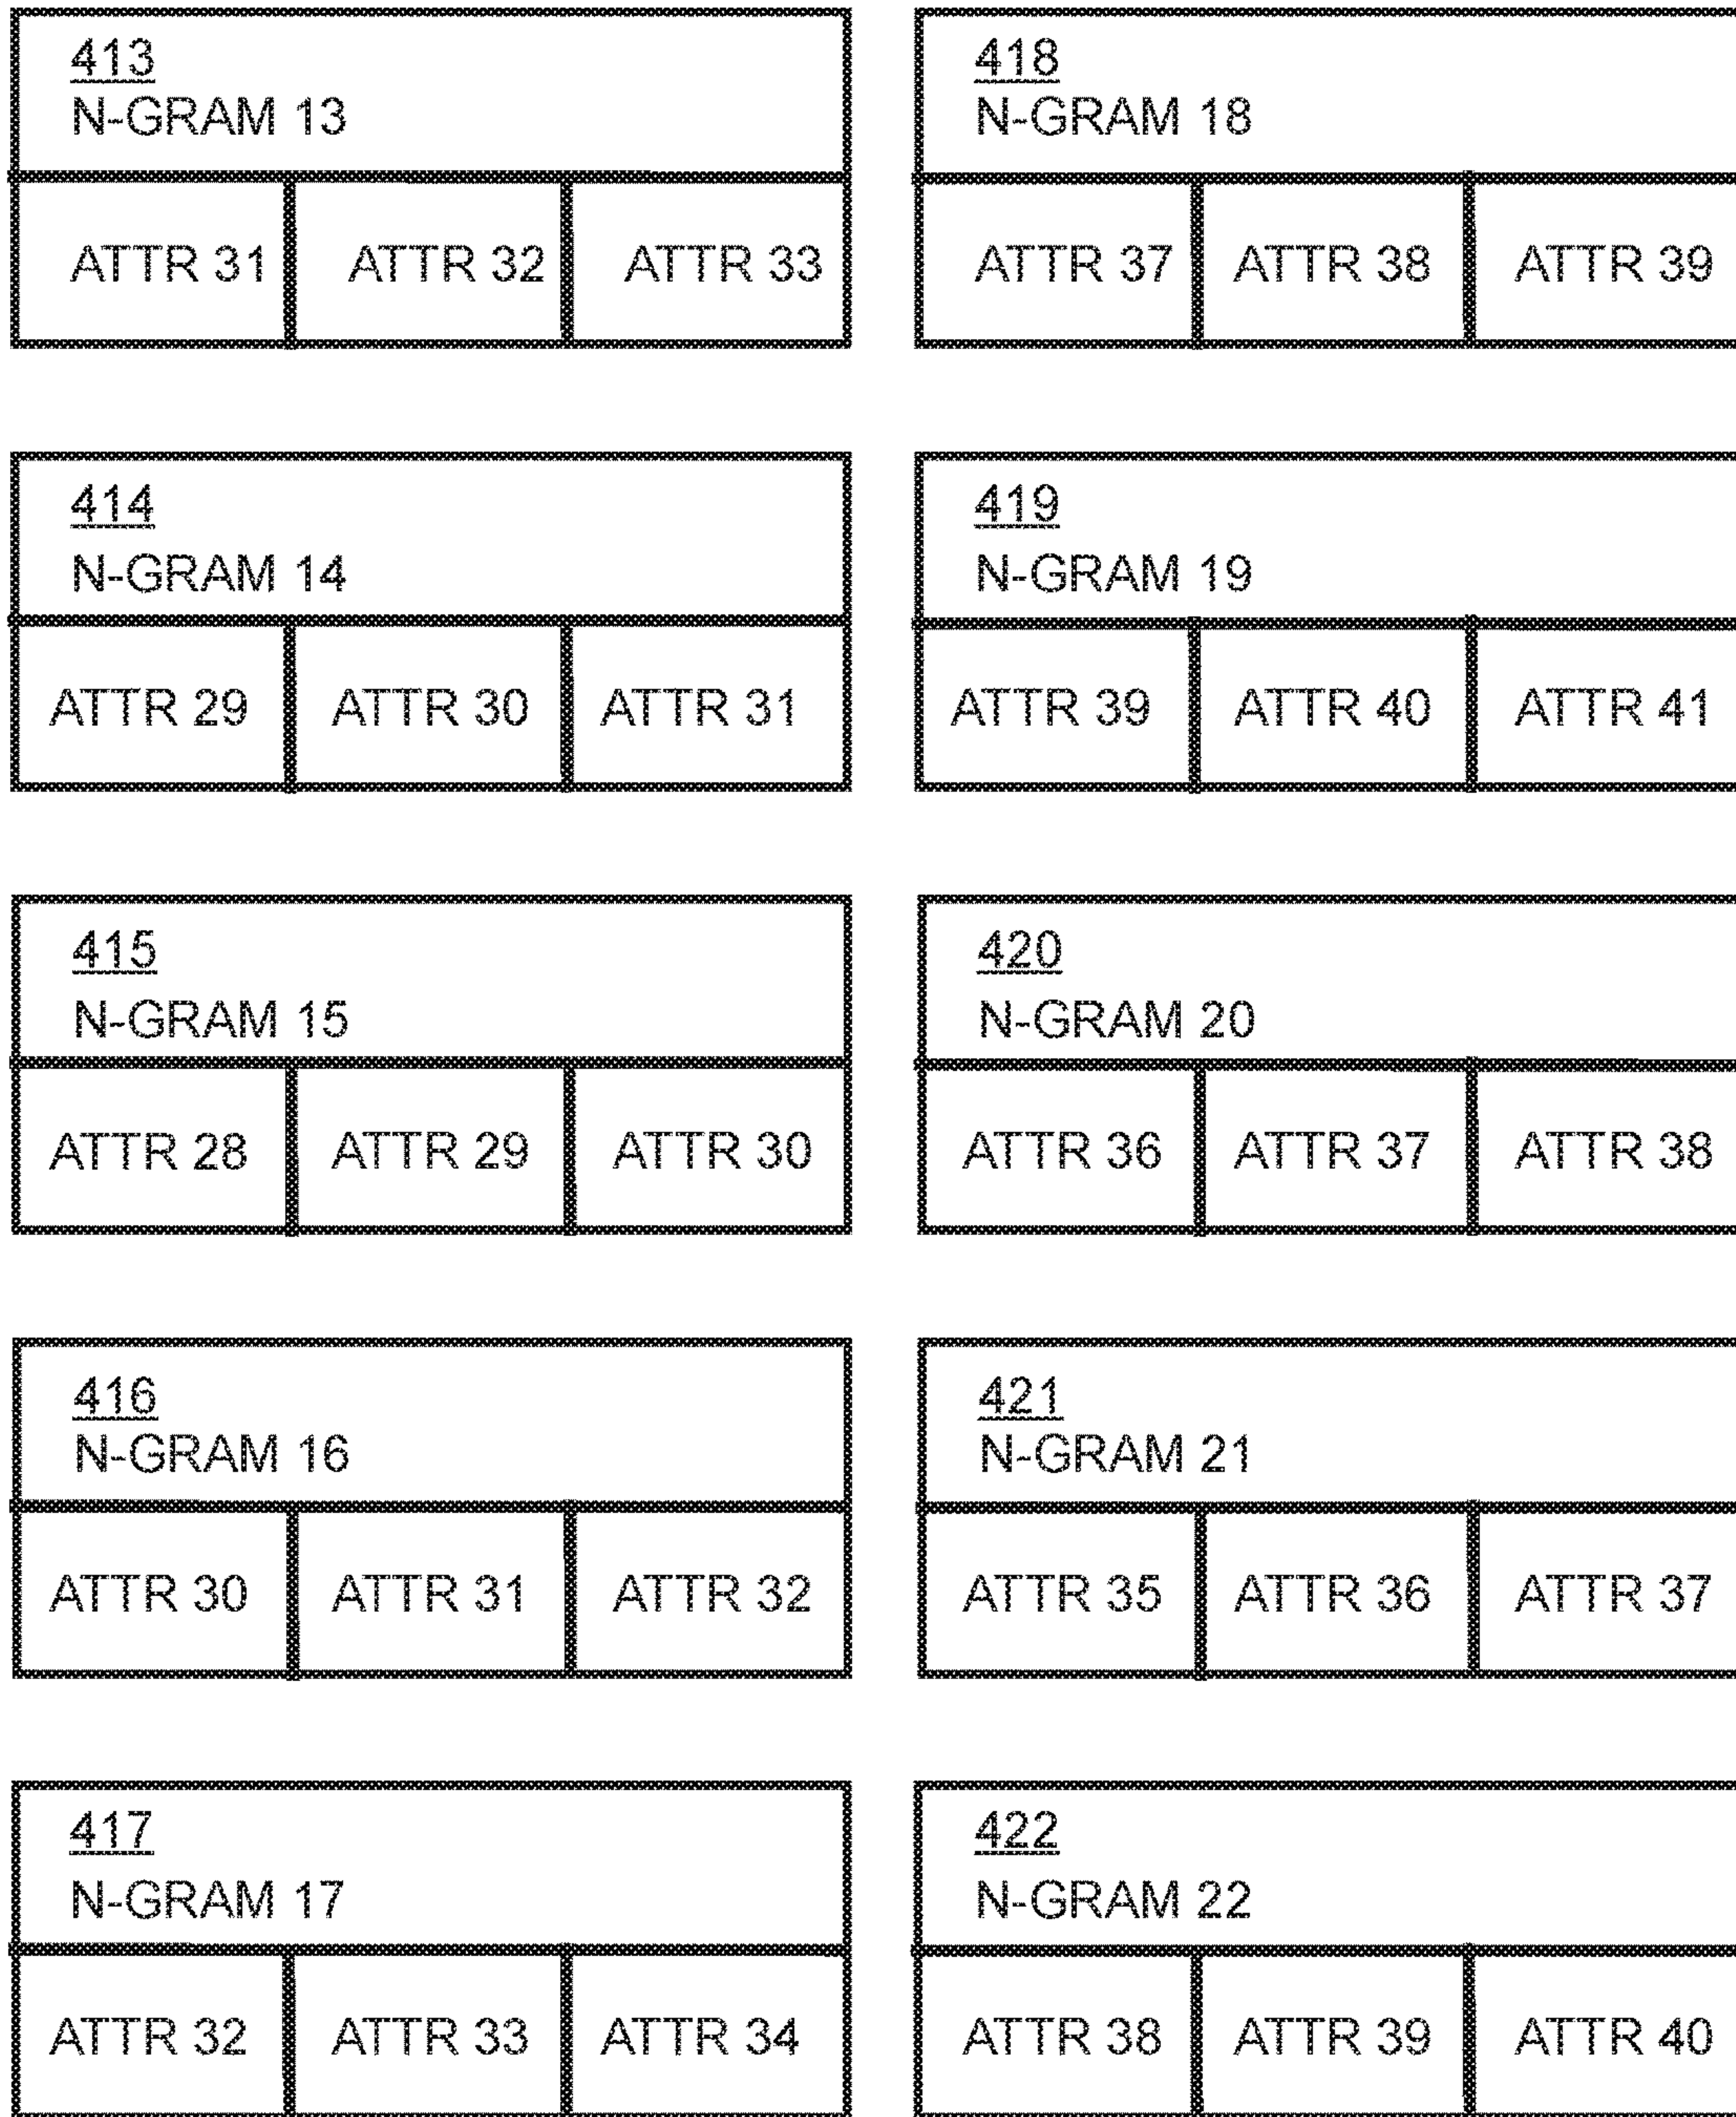 413
N-GRAM 13
ATTR 31 ATTR 32 ATTR 33
414
N-GRAM 14
ATTR 29 ATTR 30 ATTR 31
415
N-GRAM 15
ATTR 28 ATTR 29 ATTR 30
416
N-GRAM 16
ATTR 30 ATTR 31 ATTR 32
417
N-GRAM 17
ATTR 32 ATTR 33 ATTR 34
418
N-GRAM 18
ATTR 37 ATTR 38 ATTR 39
419
N-GRAM 19
ATTR 39 ATTR 40 ATTR 41
420
N-GRAM 20
ATTR 36 ATTR 37 ATTR 38
421
N-GRAM 21
ATTR 35 ATTR 36 ATTR 37
422
N-GRAM 22
ATTR 38 ATTR 39 ATTR 40